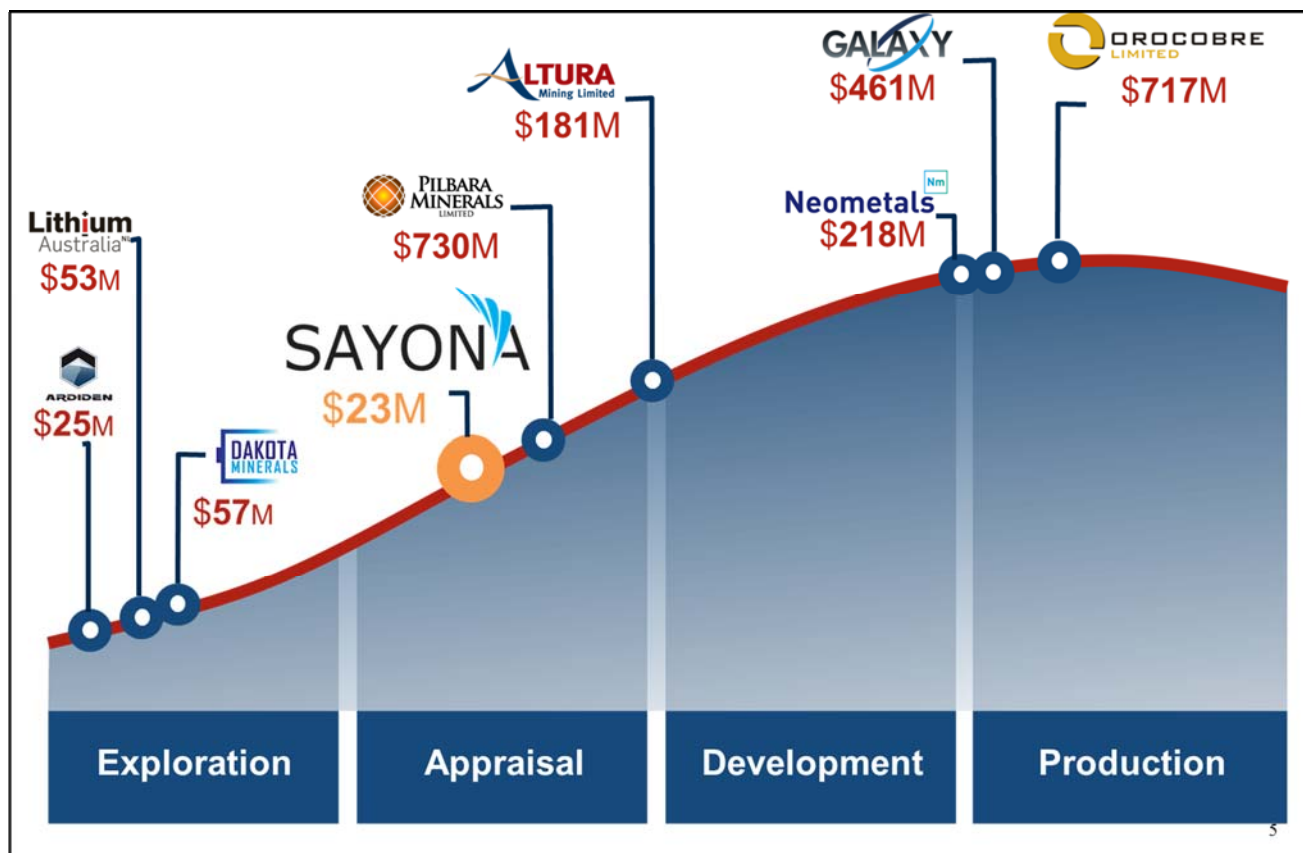 GALAXY
$461M
OROCOBRE
LIMITED
$717M
ALTURA
Mining Limited
$181M
PILBARA
MINERALS
LIMITED
$730M
Nm
Neometals
$218M
Lithium
Australia NL
$53M
SAYONA
$23M
ARDIDEN
$25M
DAKOTA
MINERALS
$57M
Exploration
Appraisal
Development
Production
5